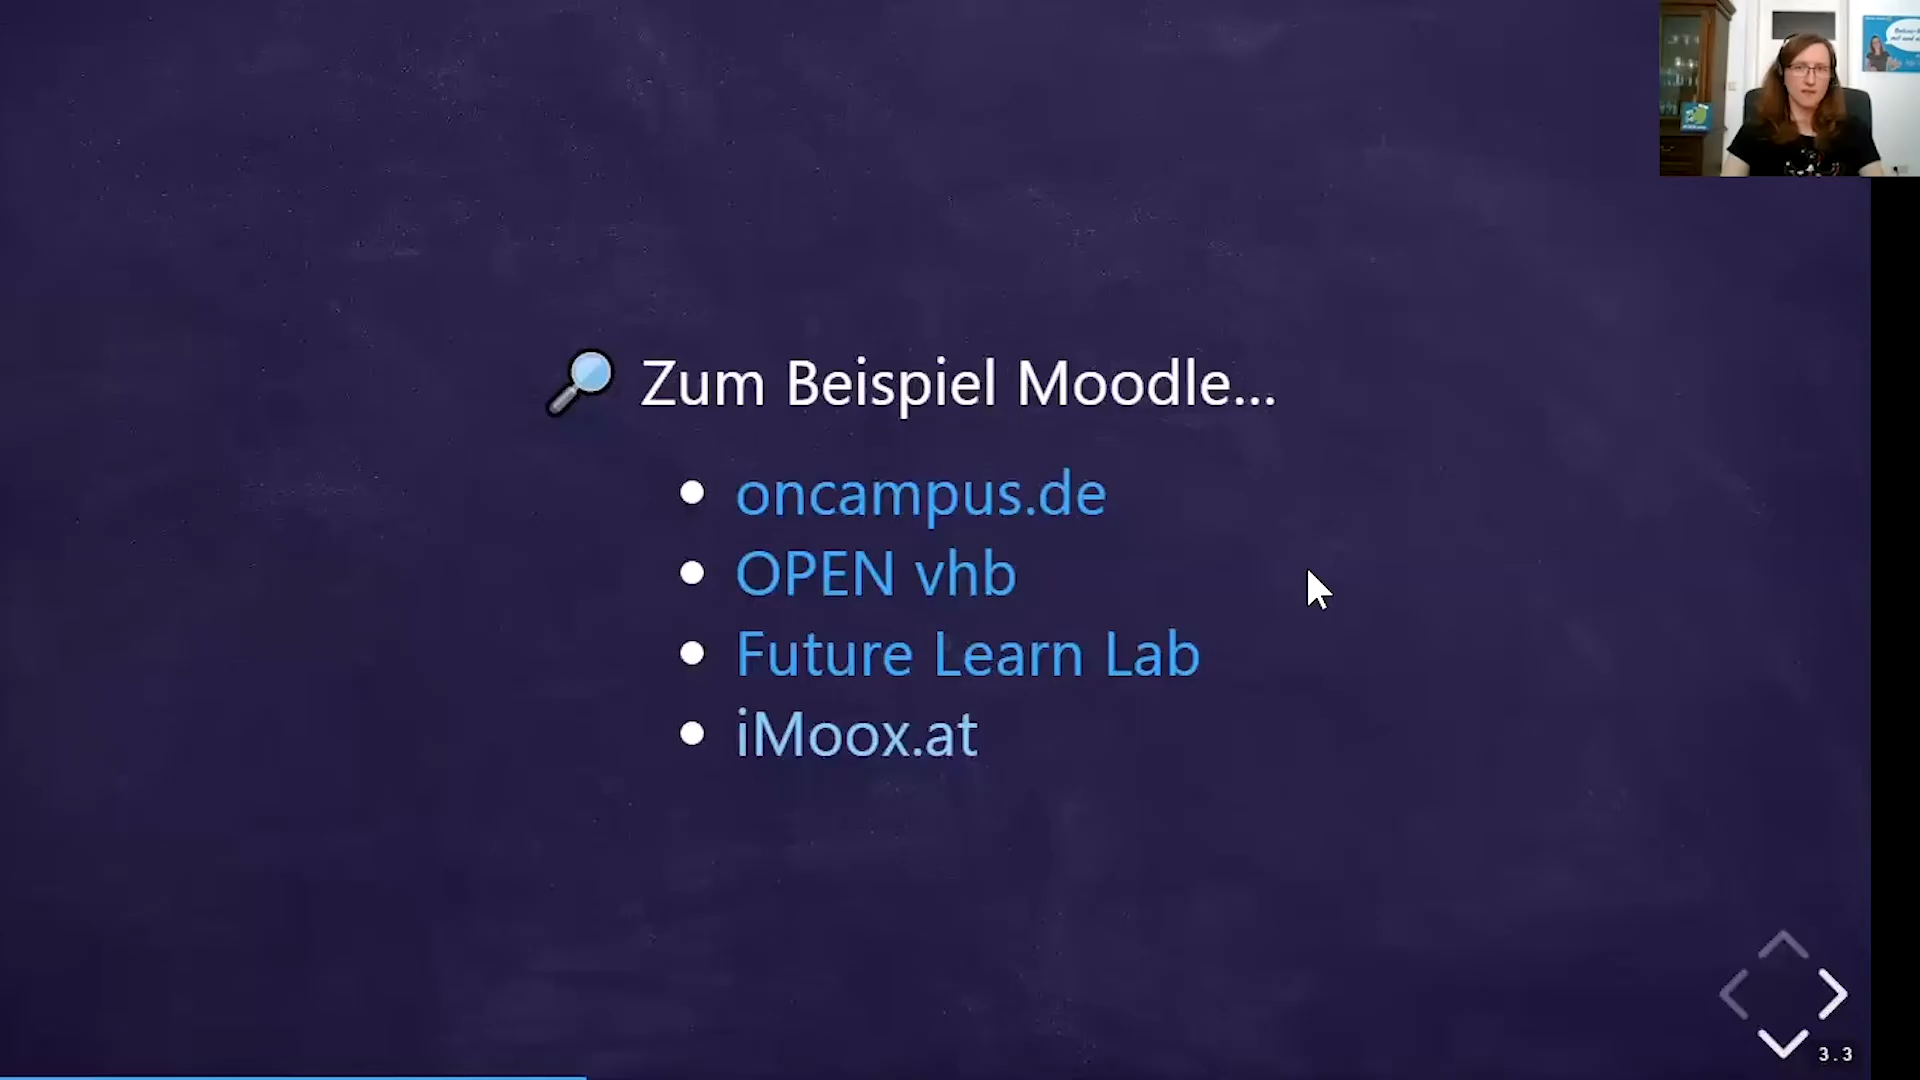 Zum Beispiel Moodle...
oncampus.de
OPEN vhb
Future Learn Lab
iMoox.at
3.3